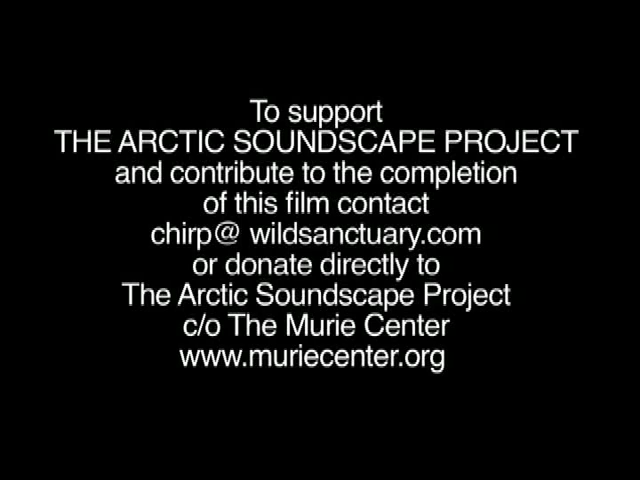 To support
THE ARCTIC SOUNDSCAPE PROJECT
and contribute to the completion
of this film contact
chirp@ wildsanctuary.com
or donate directly to
The Arctic Soundscape Project
c/o The Murie Center
www.muriecenter.org